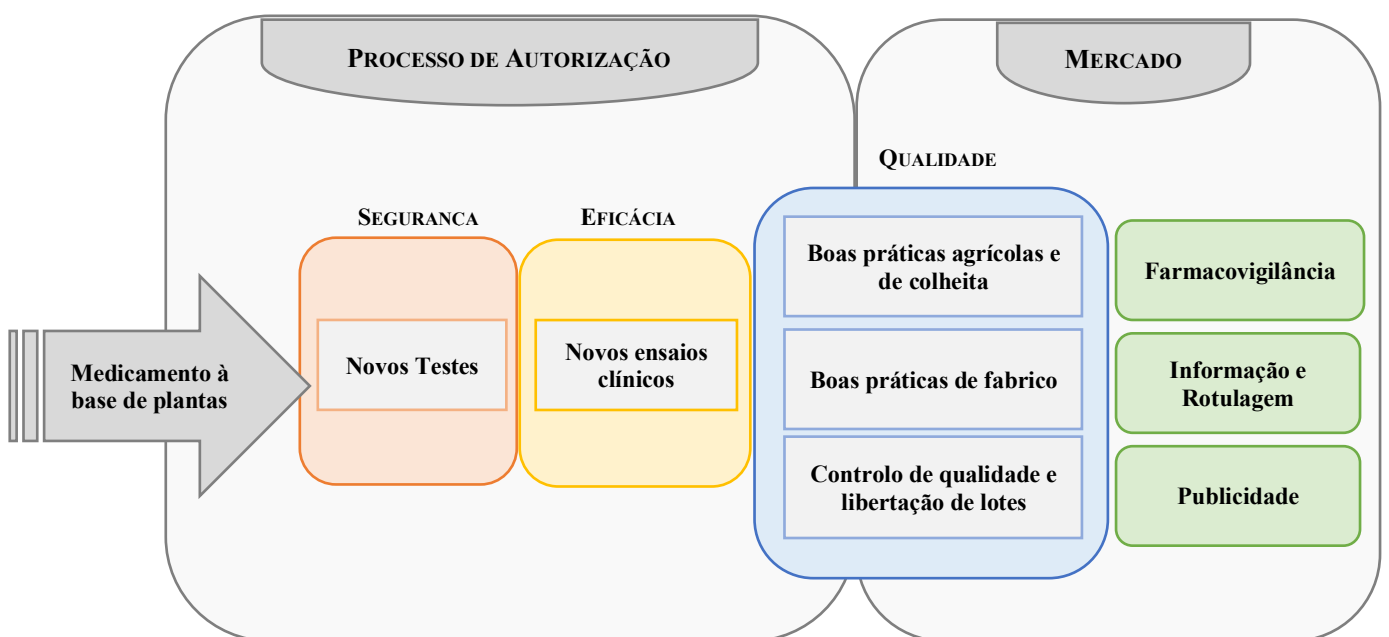 PROCESSO DE AUTORIZAÇÃO
MERCADO
QUALIDADE
SEGURANCA
EFICÁCIA
Medicamento à
base de plantas
Novos Testes
Novos ensaios
clínicos
Boas práticas agrícolas e
de colheita
Boas práticas de fabrico
Controlo de qualidade e
libertação de lotes
Farmacovigilância
Informação e
Rotulagem
Publicidade